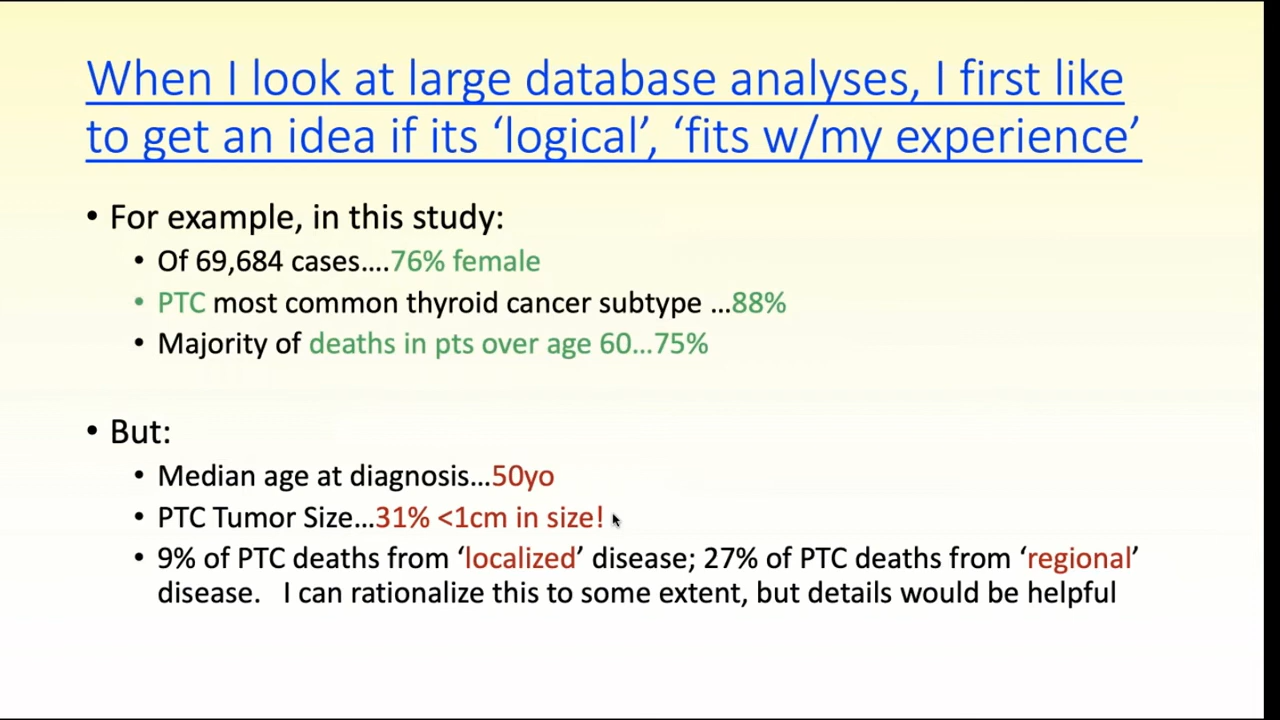 When I look at large database analyses, I first like
to get an idea if its ‘logical’, ‘fits w/my experience’
• For example, in this study:
• Of 69,684 cases....76% female
• PTC most common thyroid cancer subtype ...88%
• Majority of deaths in pts over age 60...75%
• But:
• Median age at diagnosis...50yo
• PTC Tumor Size...31% <1cm in size!
• 9% of PTC deaths from ‘localized’ disease; 27% of PTC deaths from ‘regional’
disease. I can rationalize this to some extent, but details would be helpful